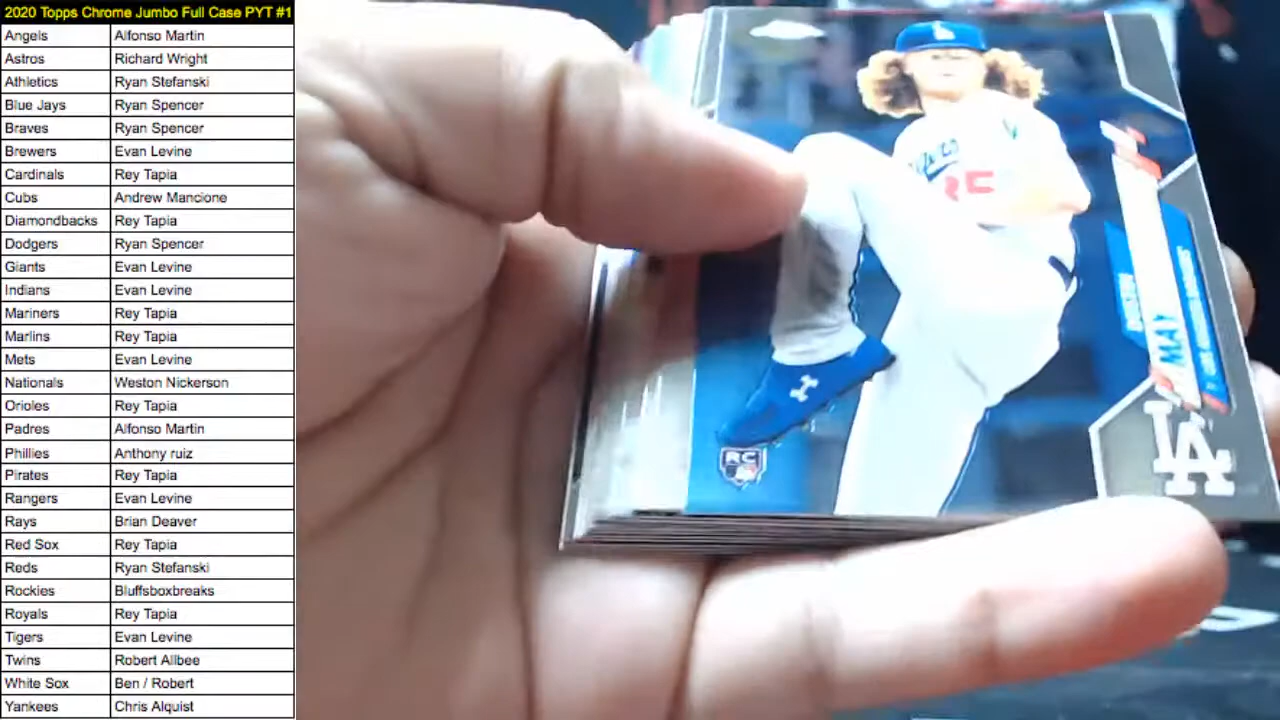 2020 Topps Chrome Jumbo Full Case PYT #1
Angels Alfonso Martin
Astros Richard Wright
Athletics Ryan Stefanski
Blue Jays Ryan Spencer
Braves Ryan Spencer
Brewers Evan Levine
Cardinals Rey Tapia
Cubs Andrew Mancione
Diamondbacks Rey Tapia
Dodgers Ryan Spencer
Giants Evan Levine
Indians Evan Levine
Mariners Rey Tapia
Marlins Rey Tapia
Mets Evan Levine
Nationals Weston Nickerson
Orioles Rey Tapia
Padres Alfonso Martin
Phillies Anthony ruiz
Pirates Rey Tapia
Rangers Evan Levine
Rays Brian Deaver
Red Sox Rey Tapia
Reds Ryan Stefanski
Rockies Bluffsboxbreaks
Royals Rey Tapia
Tigers Evan Levine
Twins Robert Allbee
White Sox Ben / Robert
Yankees Chris Alquist
LA
85
MAY
RC
LA